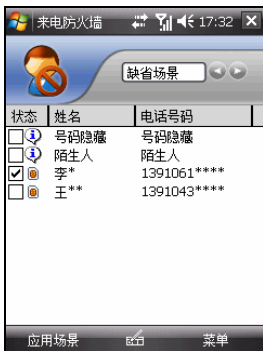 来电防火墙 17:32
缺省场景
状态 姓名 电话号码
号码隐藏 号码隐藏
陌生人 陌生人
李* 1391061****
王** 1391043****
应用场景 菜单